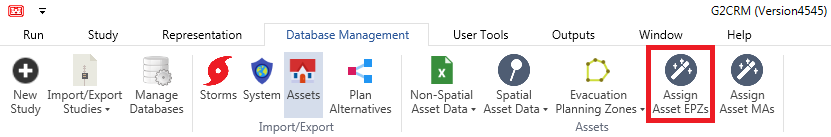 G2CRM (Version4545)
Run Study Representation Database Management User Tools Outputs Window Help
New Study
Import/Export Studies
Manage Databases
Storms
System
Assets
Plan Alternatives
Non-Spatial Asset Data
Spatial Asset Data
Evacuation Planning Zones
Assign Asset EPZs
Assign Asset MAs
Import/Export
Assets